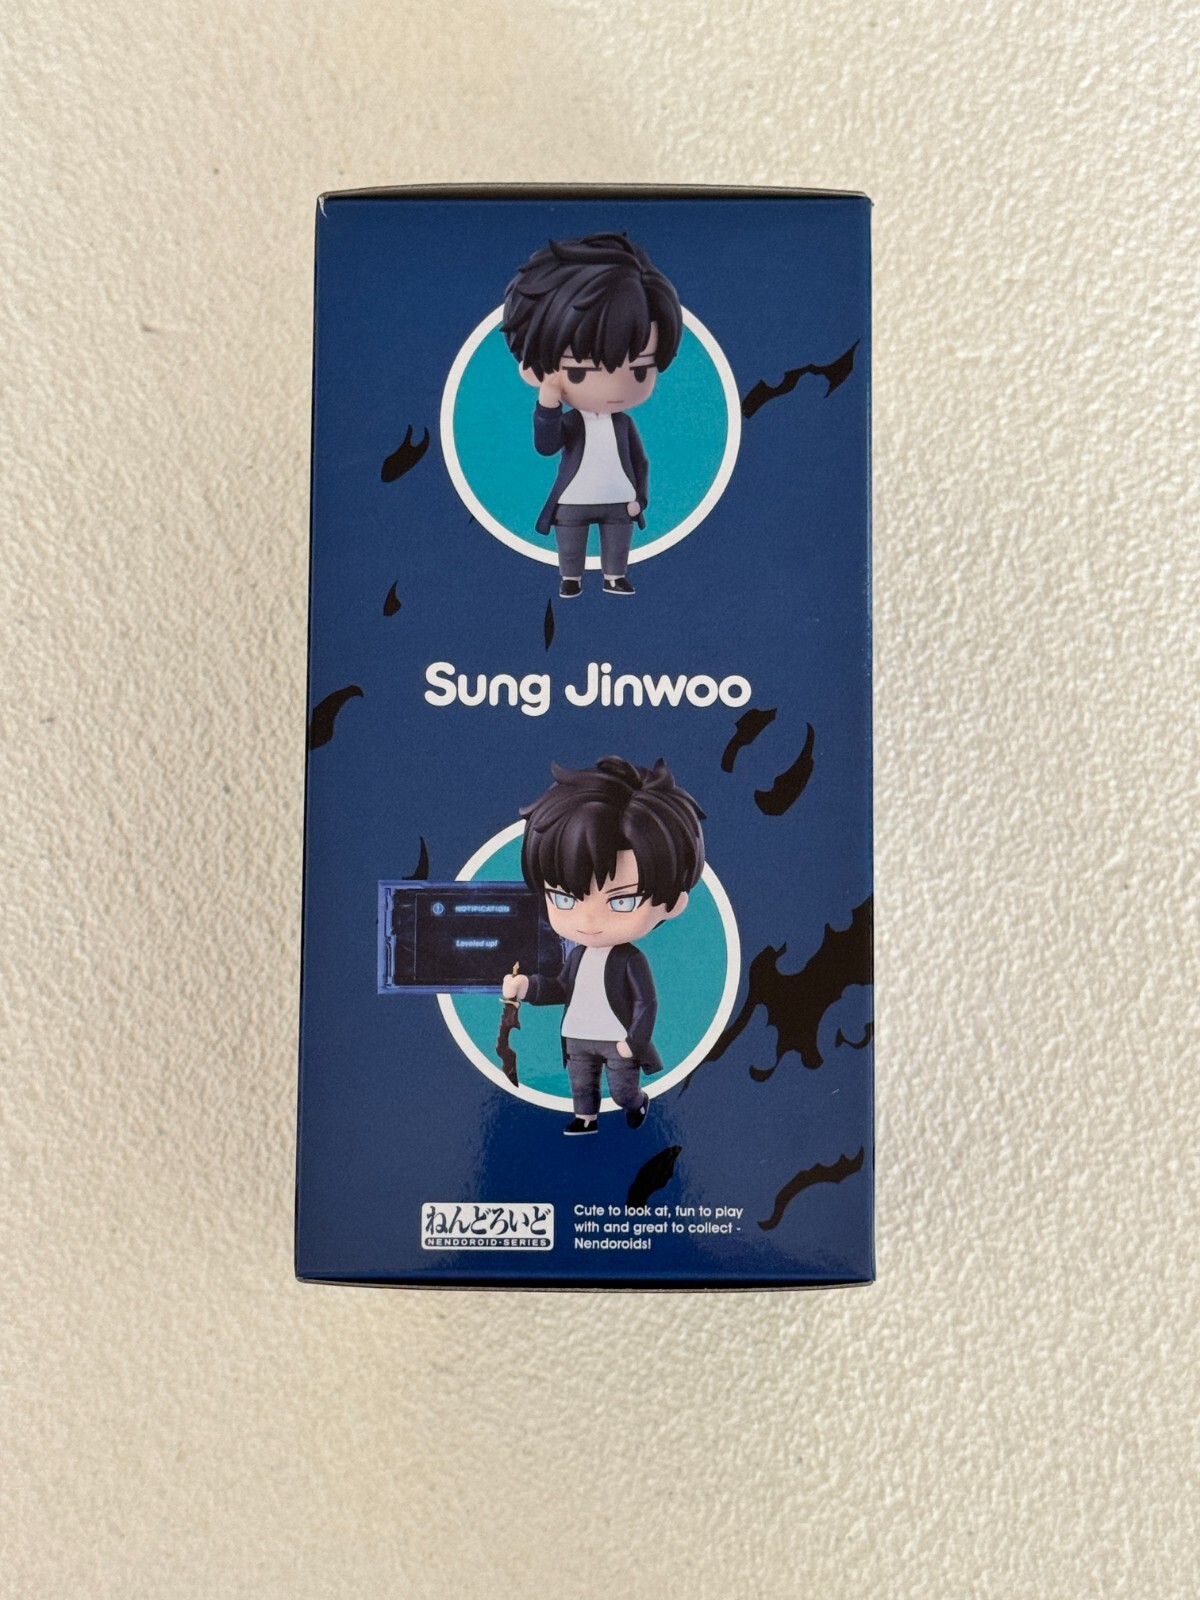 Sung Jinwoo
NOTIFICATION
Leveled up!
ねんどろいど
NENDOROID·SERIES
Cute to look at, fun to play
with and great to collect -
Nendoroids!